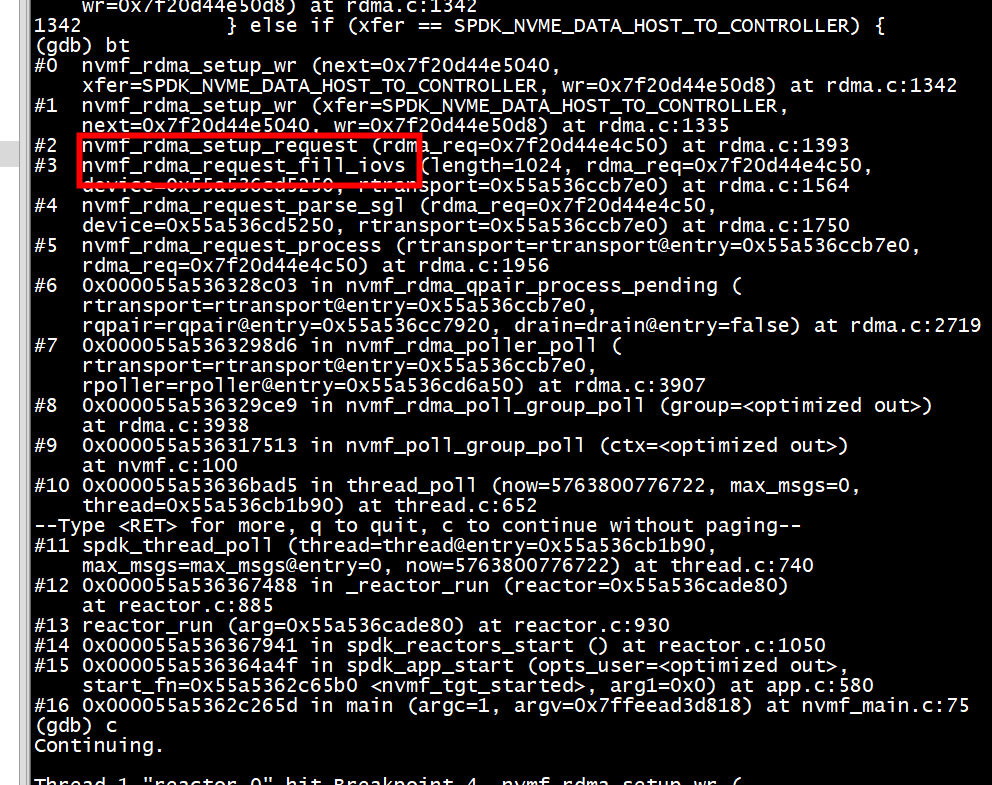 wr=0x7f20d44e50d8) at rdma.c:1342
1342            } else if (xfer == SPDK_NVME_DATA_HOST_TO_CONTROLLER) {
(gdb) bt
#0  nvmf_rdma_setup_wr (next=0x7f20d44e5040,
    xfer=SPDK_NVME_DATA_HOST_TO_CONTROLLER, wr=0x7f20d44e50d8) at rdma.c:1342
#1  nvmf_rdma_setup_wr (xfer=SPDK_NVME_DATA_HOST_TO_CONTROLLER,
    next=0x7f20d44e5040, wr=0x7f20d44e50d8) at rdma.c:1335
#2  nvmf_rdma_setup_request (rdma_req=0x7f20d44e4c50) at rdma.c:1393
#3  nvmf_rdma_request_fill_iovs (length=1024, rdma_req=0x7f20d44e4c50,
    device=0x55a536cd5250, rtransport=0x55a536ccb7e0) at rdma.c:1564
#4  nvmf_rdma_request_parse_sgl (rdma_req=0x7f20d44e4c50,
    device=0x55a536cd5250, rtransport=0x55a536ccb7e0) at rdma.c:1750
#5  nvmf_rdma_request_process (rtransport=rtransport@entry=0x55a536ccb7e0,
    rdma_req=0x7f20d44e4c50) at rdma.c:1956
#6  0x000055a536328c03 in nvmf_rdma_qpair_process_pending (
    rtransport=rtransport@entry=0x55a536ccb7e0,
    rqpair=rqpair@entry=0x55a536cc7920, drain=drain@entry=false) at rdma.c:2719
#7  0x000055a5363298d6 in nvmf_rdma_poller_poll (
    rtransport=rtransport@entry=0x55a536ccb7e0,
    rpoller=rpoller@entry=0x55a536cd6a50) at rdma.c:3907
#8  0x000055a536329ce9 in nvmf_rdma_poll_group_poll (group=<optimized out>)
    at rdma.c:3938
#9  0x000055a536317513 in nvmf_poll_group_poll (ctx=<optimized out>)
    at nvmf.c:100
#10 0x000055a53636bad5 in thread_poll (now=5763800776722, max_msgs=0,
    thread=0x55a536cb1b90) at thread.c:652
--Type <RET> for more, q to quit, c to continue without paging--
#11 spdk_thread_poll (thread=thread@entry=0x55a536cb1b90,
    max_msgs=max_msgs@entry=0, now=5763800776722) at thread.c:740
#12 0x000055a536367488 in _reactor_run (reactor=0x55a536cade80)
    at reactor.c:885
#13 reactor_run (arg=0x55a536cade80) at reactor.c:930
#14 0x000055a536367941 in spdk_reactors_start () at reactor.c:1050
#15 0x000055a536364a4f in spdk_app_start (opts_user=<optimized out>,
    start_fn=0x55a5362c65b0 <nvmf_tgt_started>, arg1=0x0) at app.c:580
#16 0x000055a5362c265d in main (argc=1, argv=0x7ffeead3d818) at nvmf_main.c:75
(gdb) c
Continuing.
Thread 1 "reactor_0" hit Breakpoint 4, nvmf_rdma_setup_wr (